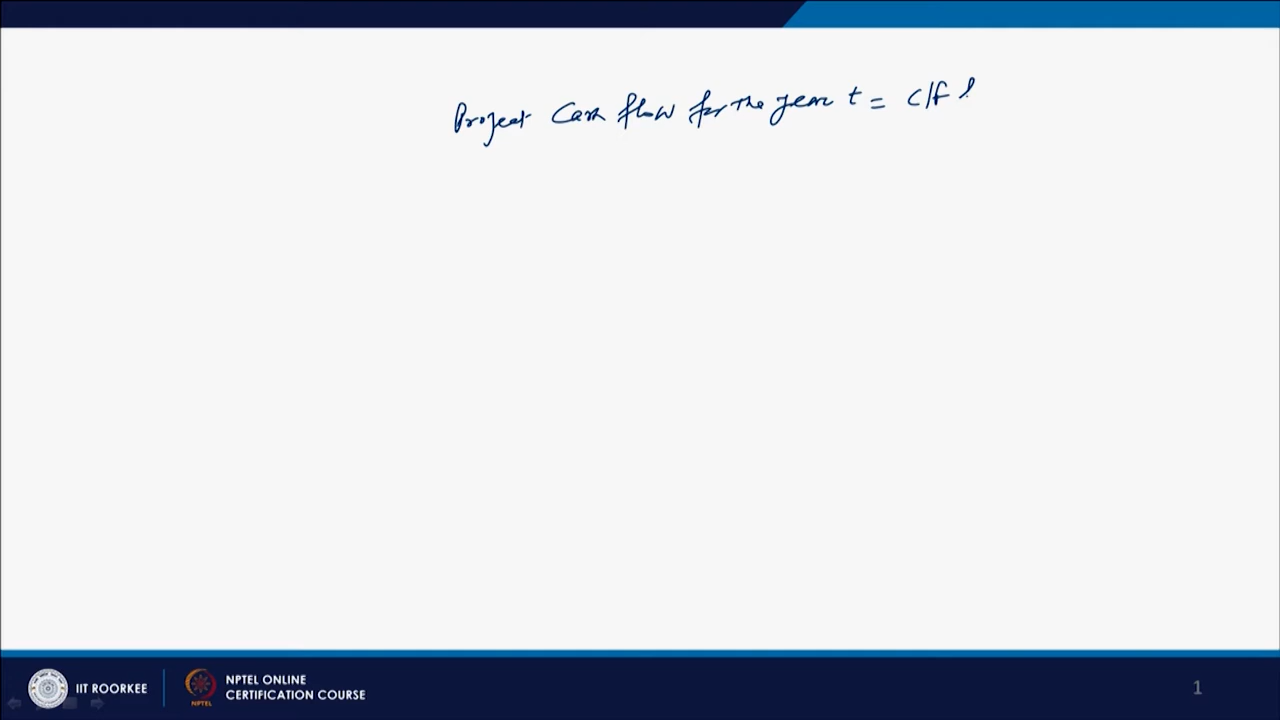 Project Cash flow for the year t = C/F
IIT ROORKEE
NPTEL ONLINE
CERTIFICATION COURSE
NPTEL
1